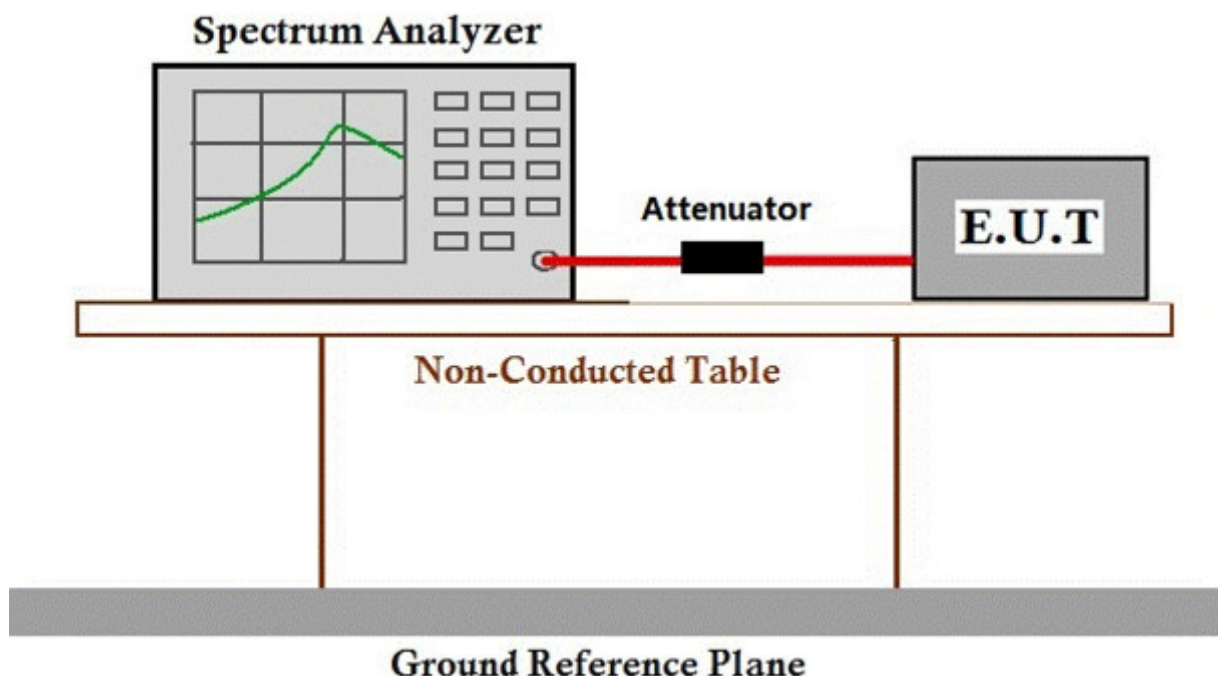 Spectrum Analyzer
Attenuator
E.U.T
Non-Conducted Table
Ground Reference Plane